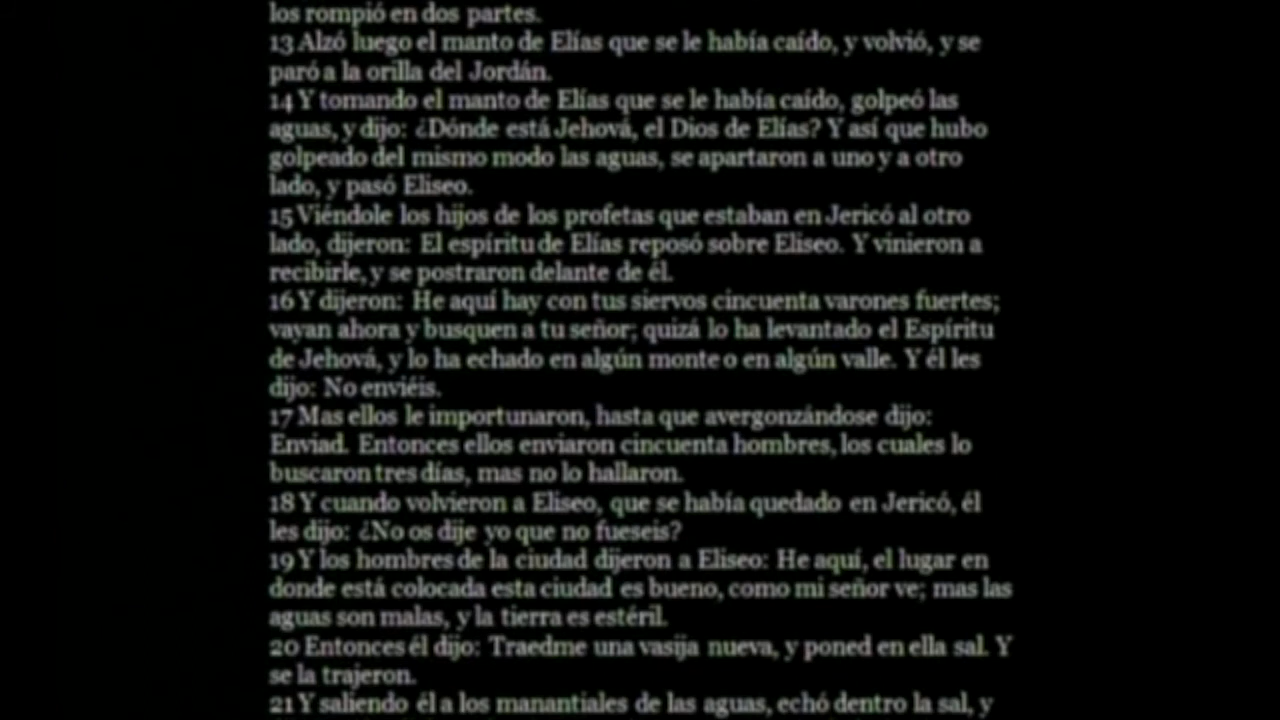 los rompió en dos partes.
13 Alzó luego el manto de Elías que se le había caído, y volvió, y se
paró a la orilla del Jordán.
14 Y tomando el manto de Elías que se le había caído, golpeó las
aguas, y dijo: ¿Dónde está Jehová, el Dios de Elías? Y así que hubo
golpeado del mismo modo las aguas, se apartaron a uno y a otro
lado, y pasó Eliseo.
15 Viéndole los hijos de los profetas que estaban en Jericó al otro
lado, dijeron: El espíritu de Elías reposó sobre Eliseo. Y vinieron a
recibirle, y se postraron delante de él.
16 Y dijeron: He aquí hay con tus siervos cincuenta varones fuertes;
vayan ahora y busquen a tu señor; quizá lo ha levantado el Espíritu
de Jehová, y lo ha echado en algún monte o en algún valle. Y él les
dijo: No enviéis.
17 Mas ellos le importunaron, hasta que avergonzándose dijo:
Enviad. Entonces ellos enviaron cincuenta hombres, los cuales lo
buscaron tres días, mas no lo hallaron.
18 Y cuando volvieron a Eliseo, que se había quedado en Jericó, él
les dijo: ¿No os dije yo que no fueseis?
19 Y los hombres de la ciudad dijeron a Eliseo: He aquí, el lugar en
donde está colocada esta ciudad es bueno, como mi señor ve; mas las
aguas son malas, y la tierra es estéril.
20 Entonces él dijo: Traedme una vasija nueva, y poned en ella sal. Y
se la trajeron.
21 Y saliendo él a los manantiales de las aguas, echó dentro la sal, y